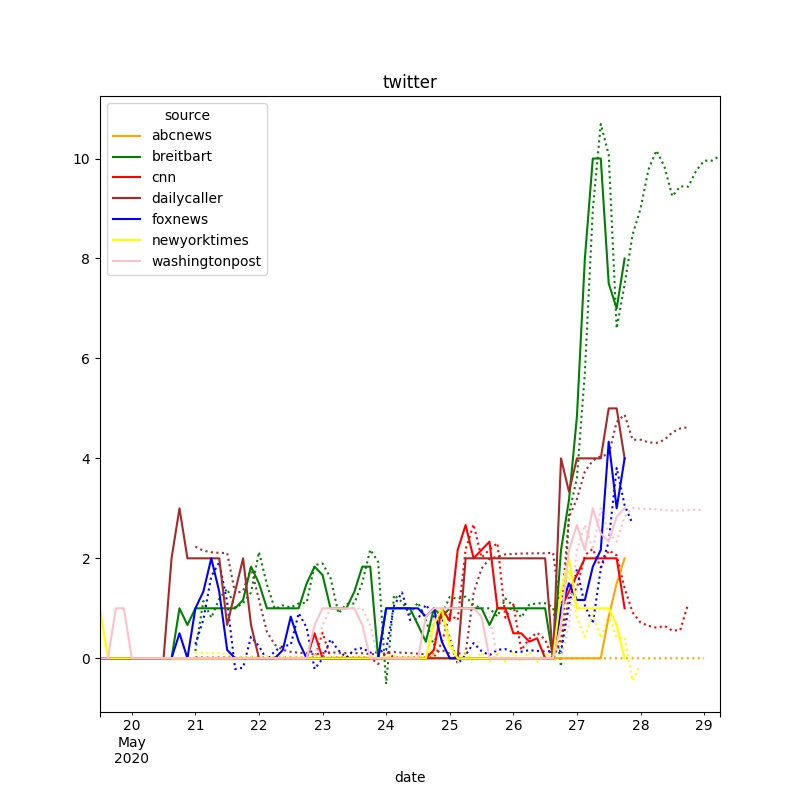 twitter
source
abcnews
breitbart
cnn
dailycaller
foxnews
newyorktimes
washingtonpost
10
8
6
4
2
0
20 21 22 23 24 25 26 27 28 29
May
2020
date